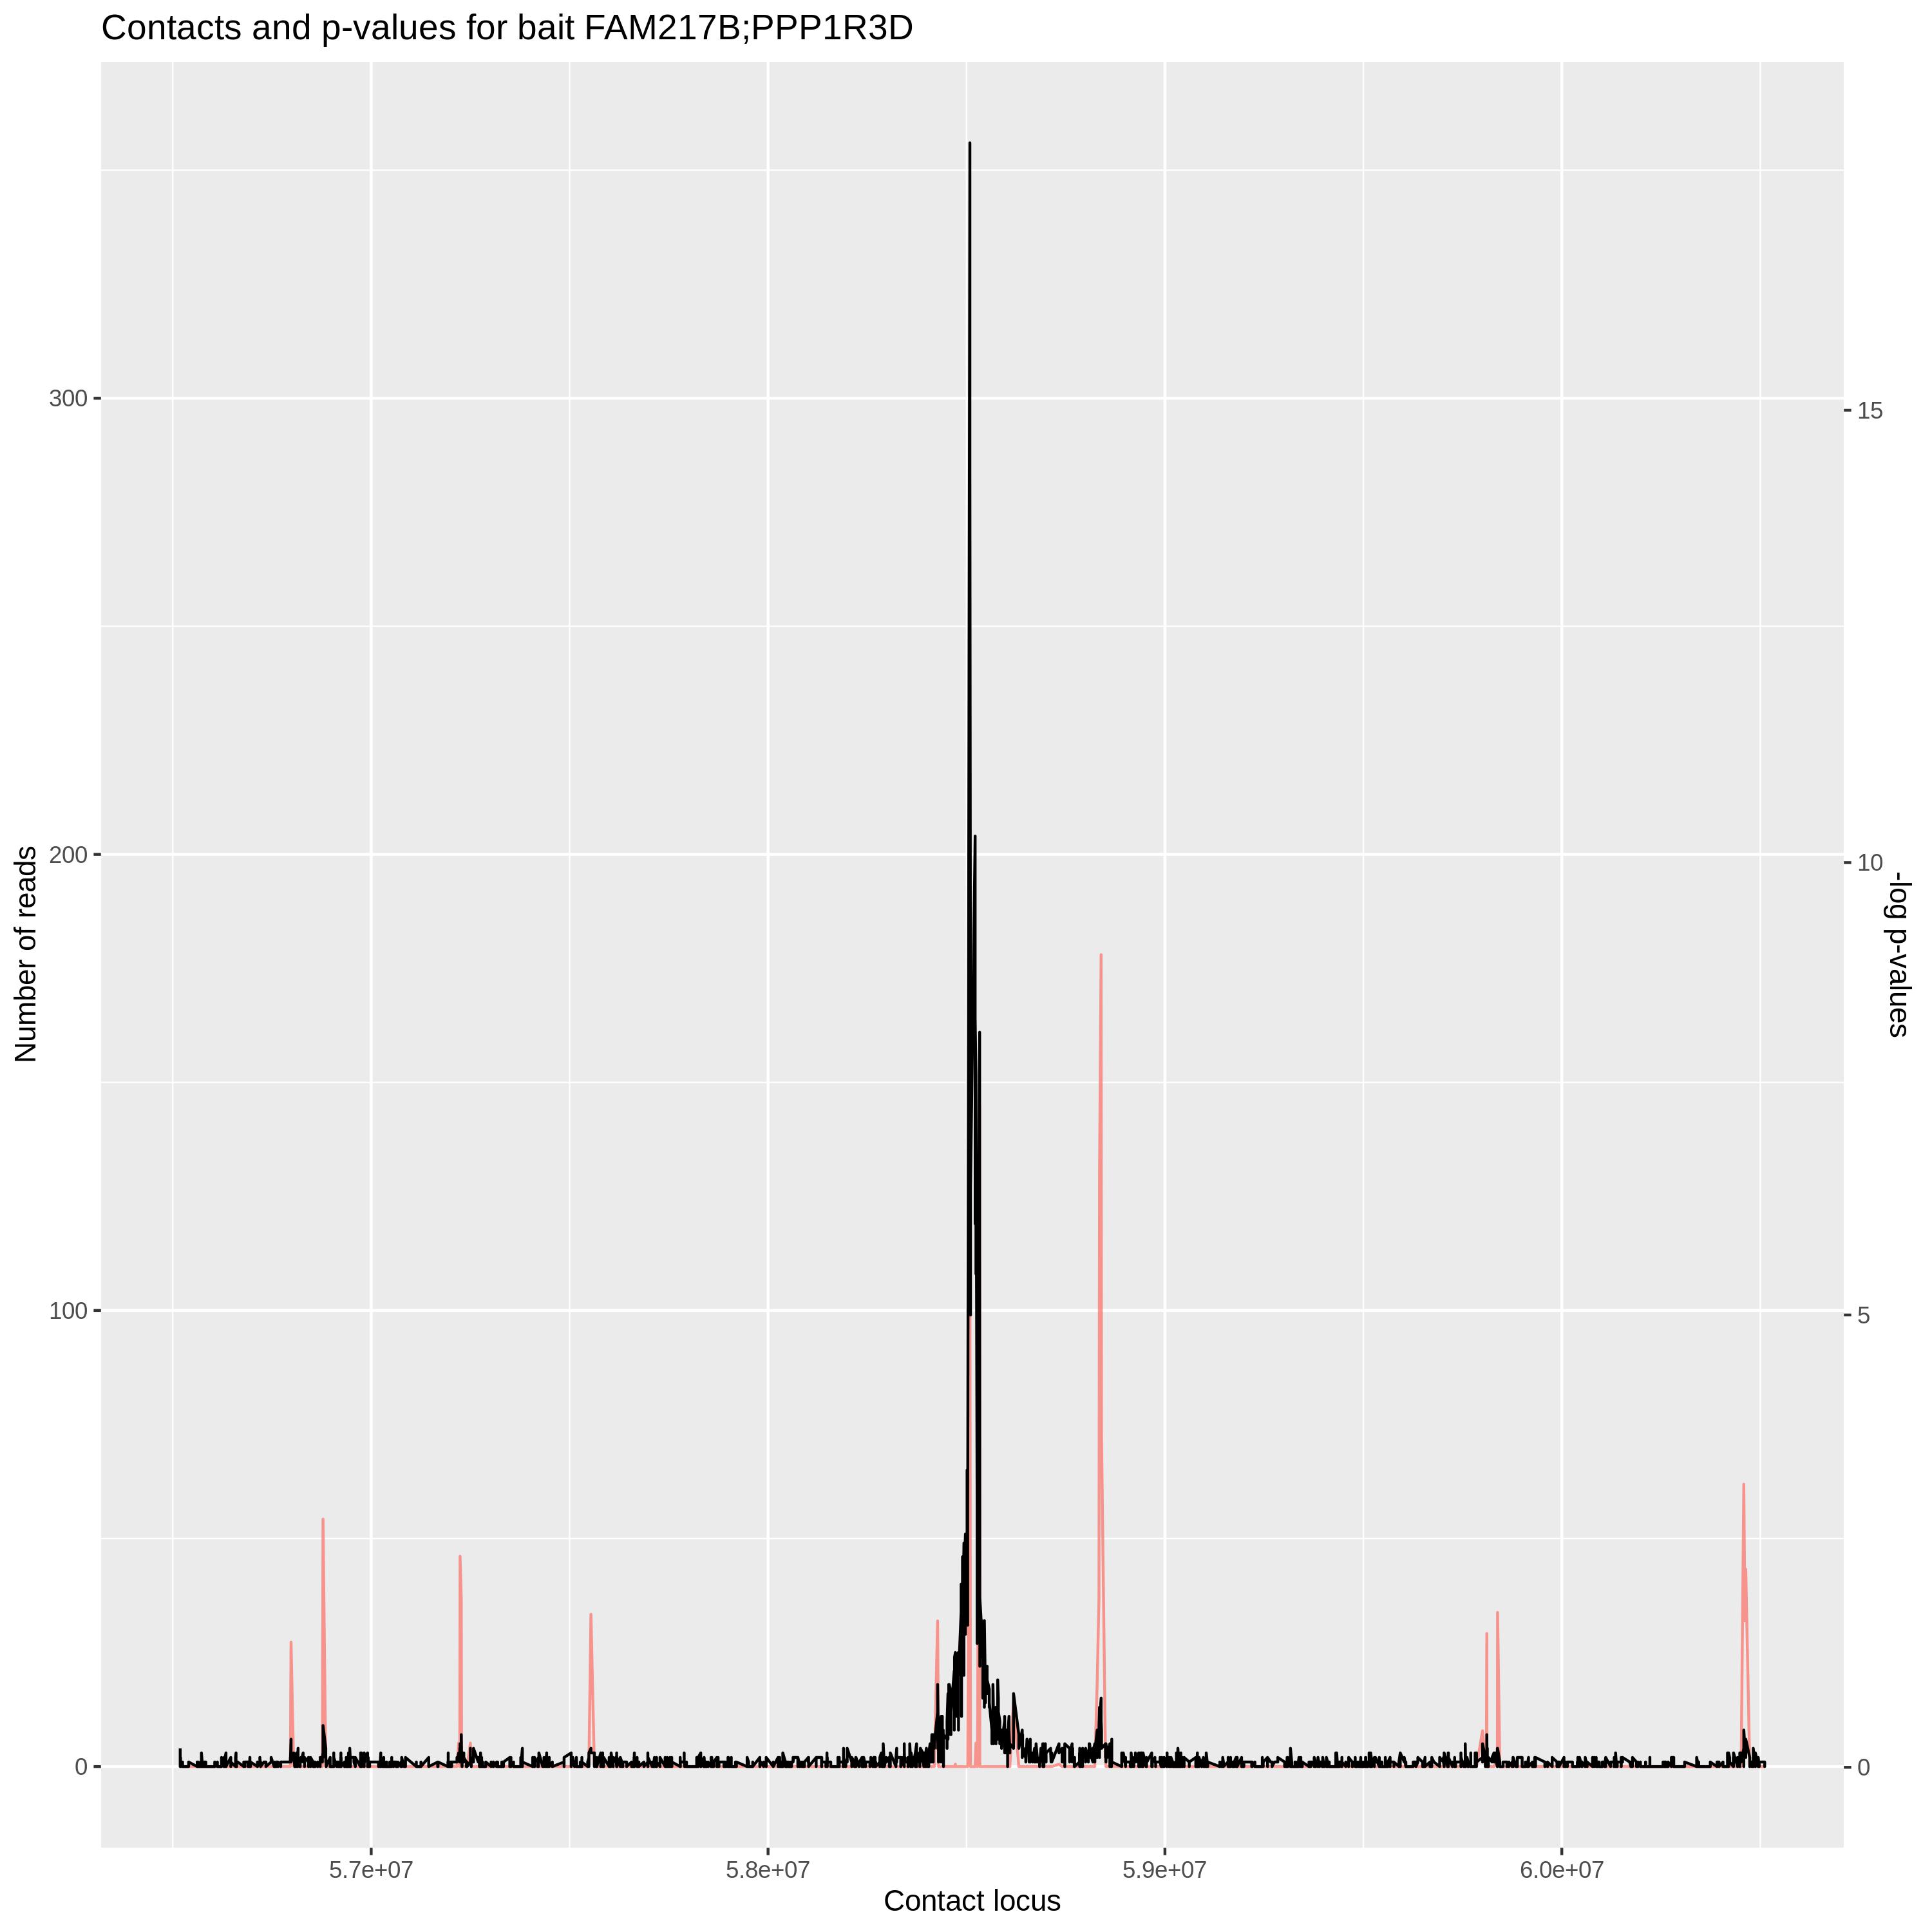 Contacts and p-values for bait FAM217B;PPP1R3D
300
200
100
0
15
10
5
0
Number of reads
-log p-values
5.7e+07
5.8e+07
5.9e+07
6.0e+07
Contact locus